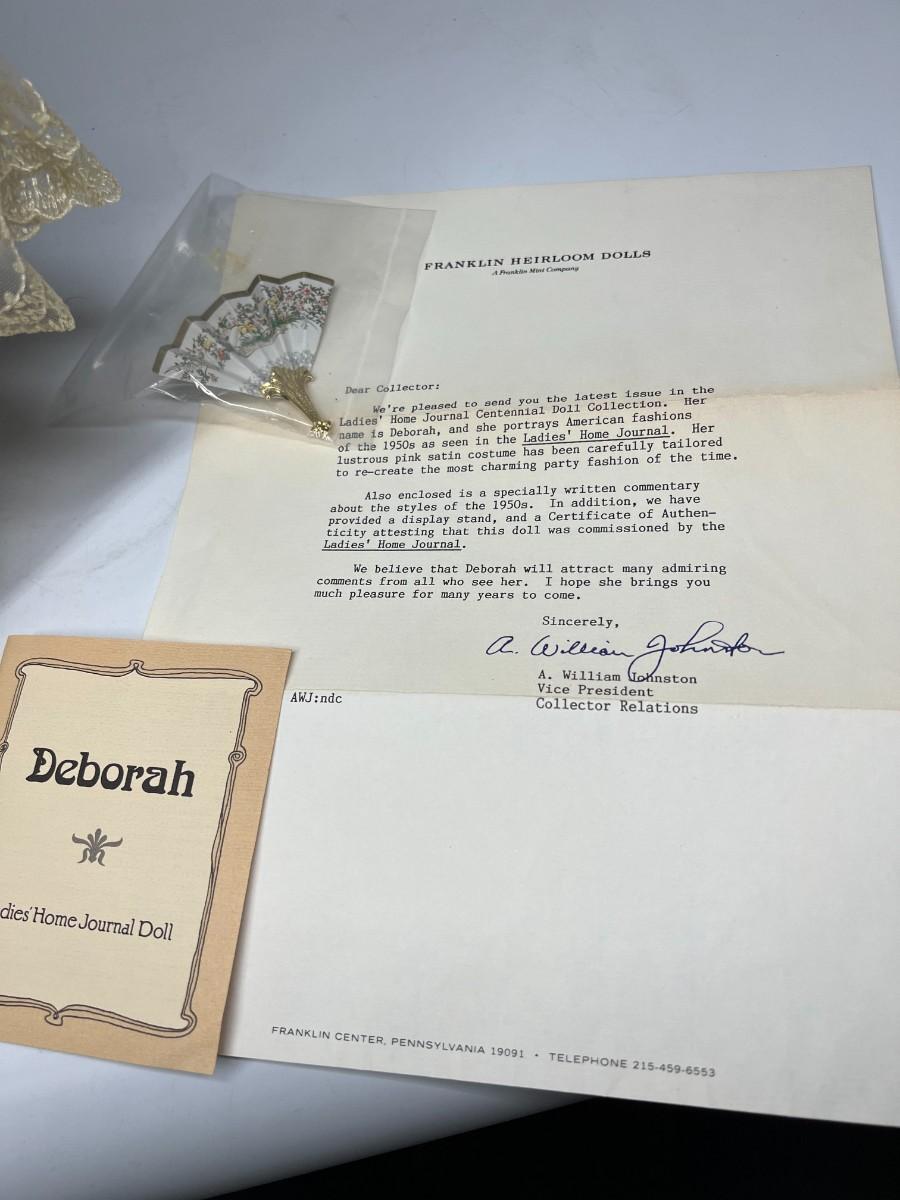 FRANKLIN HEIRLOOM DOLLS
A Franklin Mint Company
Dear Collector:
We're pleased to send you the latest issue in the
Ladies' Home Journal Centennial Doll Collection. Her
name is Deborah, and she portrays American fashions
of the 1950s as seen in the Ladies' Home Journal. Her
lustrous pink satin costume has been carefully tailored
to re-create the most charming party fashion of the time.
Also enclosed is a specially written commentary
about the styles of the 1950s. In addition, we have
provided a display stand, and a Certificate of Authen-
ticity attesting that this doll was commissioned by the
Ladies' Home Journal.
We believe that Deborah will attract many admiring
comments from all who see her. I hope she brings you
much pleasure for many years to come.
Sincerely,
A. William Johnston
A. William Johnston
Vice President
Collector Relations
AWJ:ndc
FRANKLIN CENTER, PENNSYLVANIA 19091 • TELEPHONE 215-459-6553
Deborah
dies' Home Journal Doll